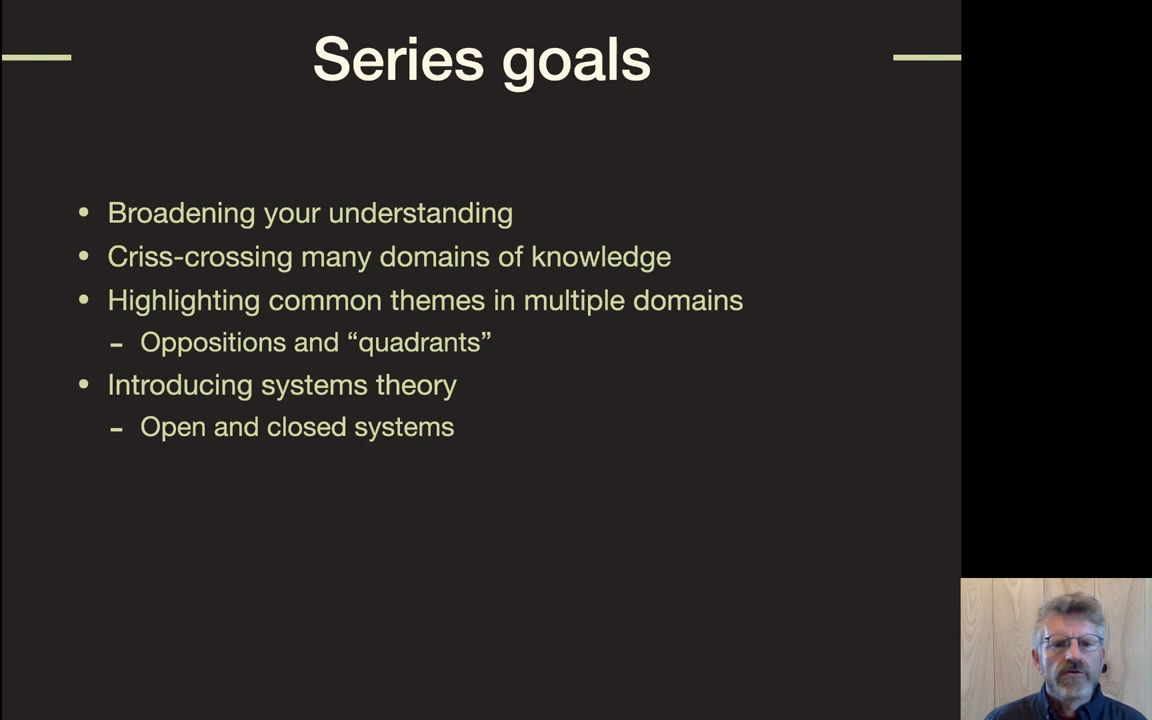 Series goals
• Broadening your understanding
• Criss-crossing many domains of knowledge
• Highlighting common themes in multiple domains
– Oppositions and “quadrants”
• Introducing systems theory
– Open and closed systems